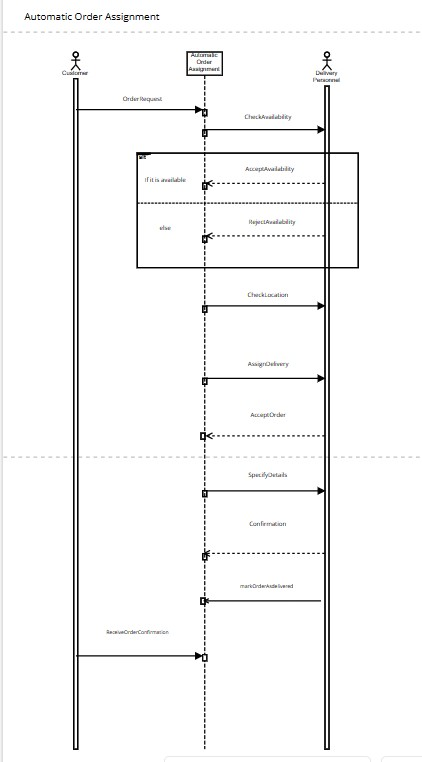 Automatic Order Assignment
Customer
Automatic
Order
Assignment
Delivery
Personnel
OrderRequest
CheckAvailability
AcceptAvailability
If it is available
RejectAvailability
else
CheckLocation
AssignDelivery
AcceptOrder
SpecifyDetails
Confirmation
markOrderAsdelivered
ReceiveOrderConfirmation